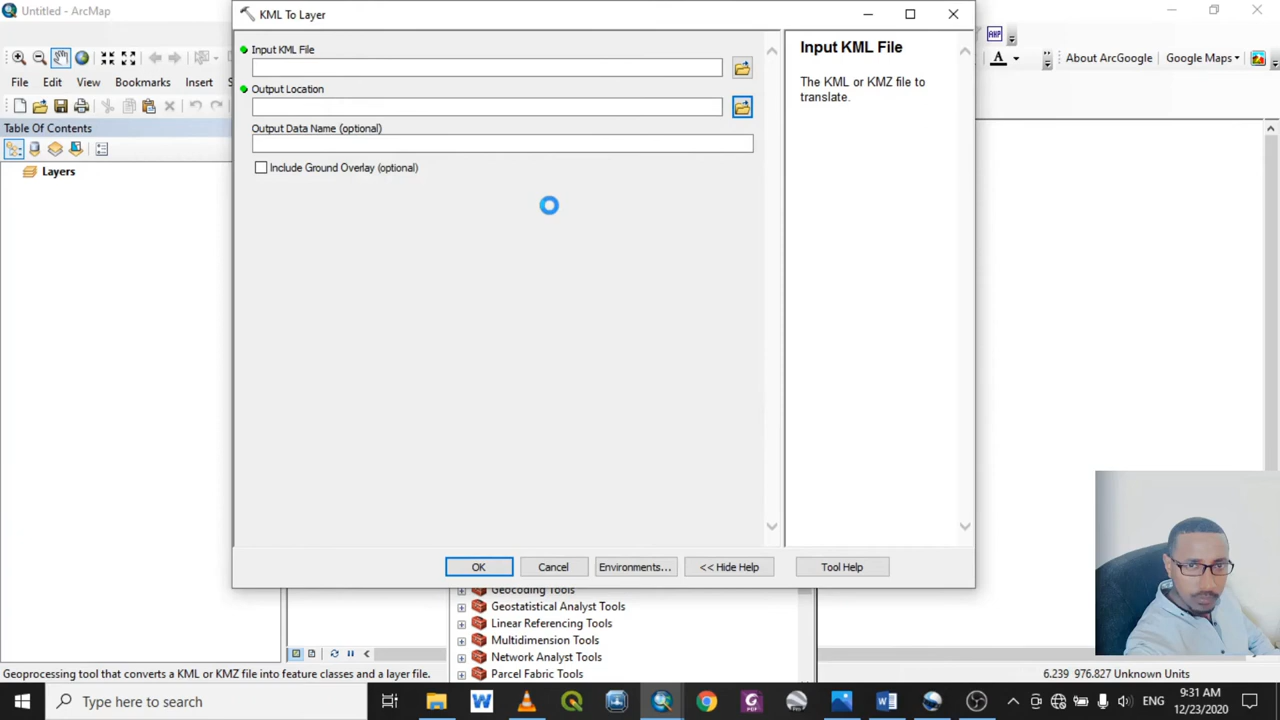 Untitled - ArcMap
KML To Layer
Input KML File
Output Location
Output Data Name (optional)
Include Ground Overlay (optional)
Input KML File
The KML or KMZ file to
translate.
AHP
A
About ArcGoogle
Google Maps
File
Edit
View
Bookmarks
Insert
Table Of Contents
Layers
OK
Cancel
Environments...
<< Hide Help
Tool Help
Geocoding Tools
Geostatistical Analyst Tools
Linear Referencing Tools
Multidimension Tools
Network Analyst Tools
Parcel Fabric Tools
Geoprocessing tool that converts a KML or KMZ file into feature classes and a layer file.
6.239 976.827 Unknown Units
Type here to search
ENG
9:31 AM
12/23/2020